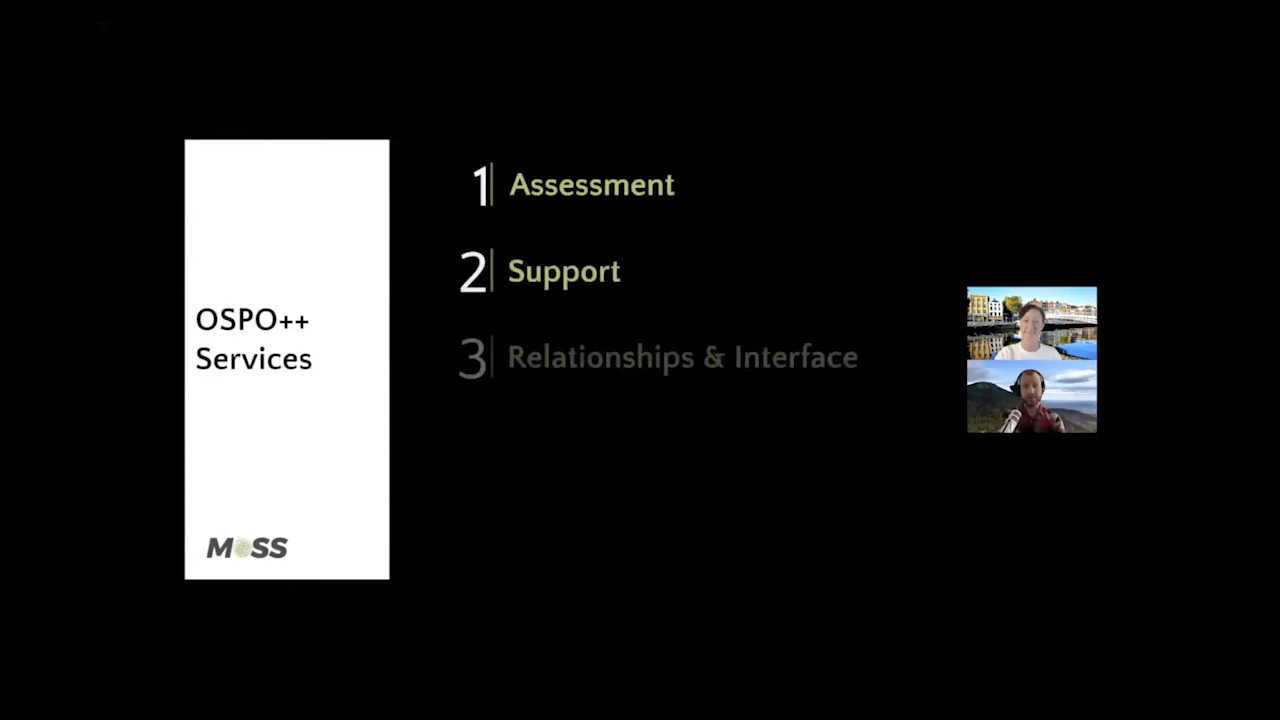 OSPO++
Services
MOSS
1 Assessment
2 Support
3 Relationships & Interface